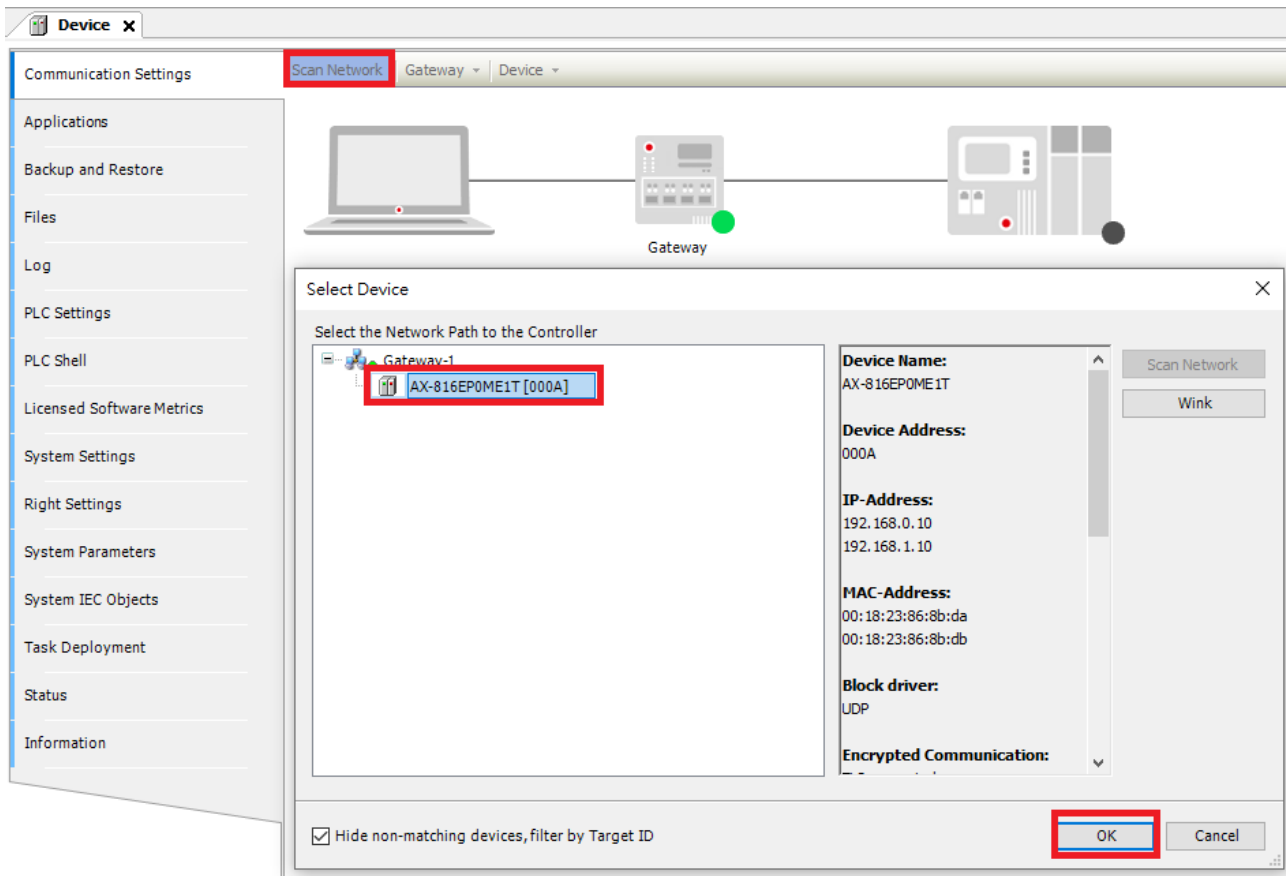 Device
Communication Settings
Applications
Backup and Restore
Files
Log
PLC Settings
PLC Shell
Licensed Software Metrics
System Settings
Right Settings
System Parameters
System IEC Objects
Task Deployment
Status
Information
Scan Network Gateway Device
Gateway
Select Device
Select the Network Path to the Controller
Gateway-1
AX-816EP0ME1T [000A]
Device Name:
AX-816EP0ME1T
Device Address:
000A
IP-Address:
192.168.0.10
192.168.1.10
MAC-Address:
00:18:23:86:8b:da
00:18:23:86:8b:db
Block driver:
UDP
Encrypted Communication:
Scan Network
Wink
Hide non-matching devices, filter by Target ID
OK
Cancel